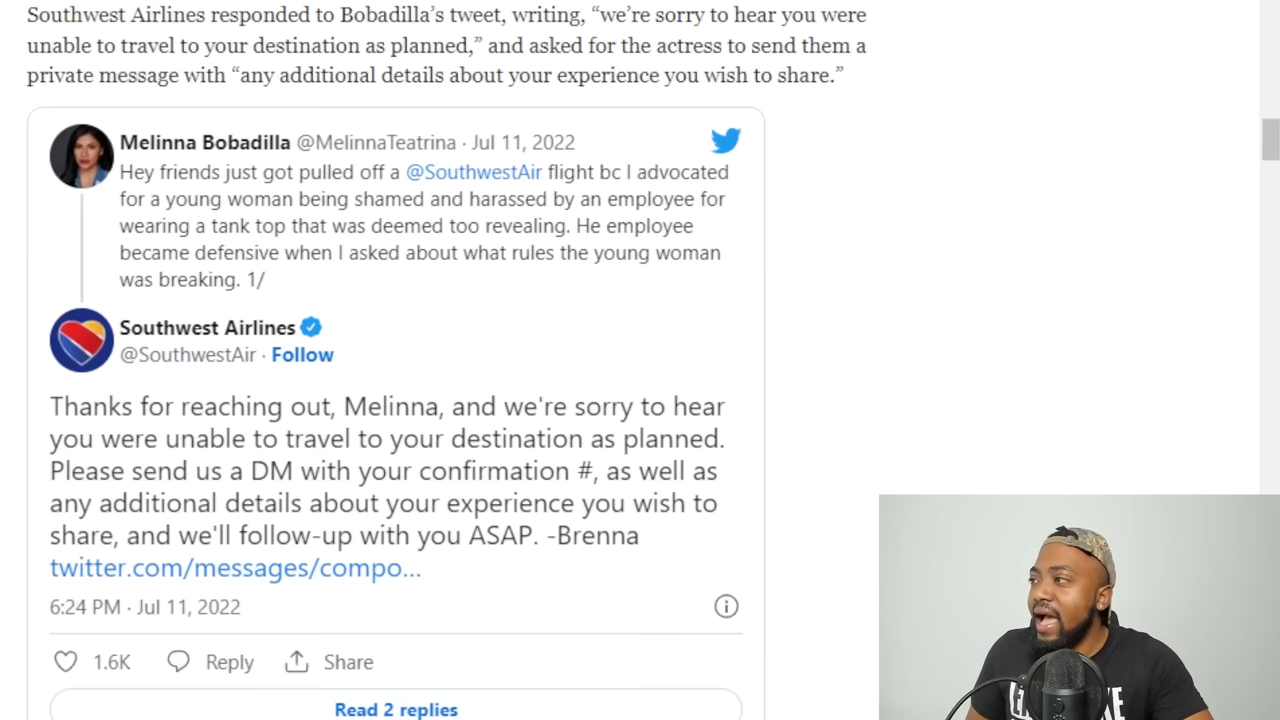 Southwest Airlines responded to Bobadilla’s tweet, writing, “we’re sorry to hear you were
unable to travel to your destination as planned,” and asked for the actress to send them a
private message with “any additional details about your experience you wish to share.”
Melinna Bobadilla @MelinnaTeatrina · Jul 11, 2022
Hey friends just got pulled off a @SouthwestAir flight bc I advocated
for a young woman being shamed and harassed by an employee for
wearing a tank top that was deemed too revealing. He employee
became defensive when I asked about what rules the young woman
was breaking. 1/
Southwest Airlines
@SouthwestAir · Follow
Thanks for reaching out, Melinna, and we're sorry to hear
you were unable to travel to your destination as planned.
Please send us a DM with your confirmation #, as well as
any additional details about your experience you wish to
share, and we'll follow-up with you ASAP. -Brenna
twitter.com/messages/compo...
6:24 PM · Jul 11, 2022
1.6K Reply Share
Read 2 replies